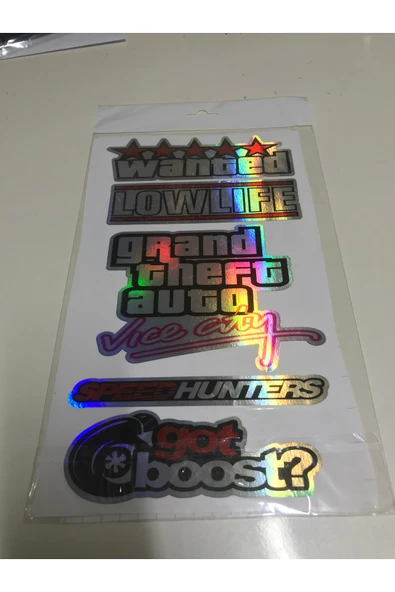 wanted
LOWLIFE
grand
theft
auto
vice city
SPEEDHUNTERS
got
boost?